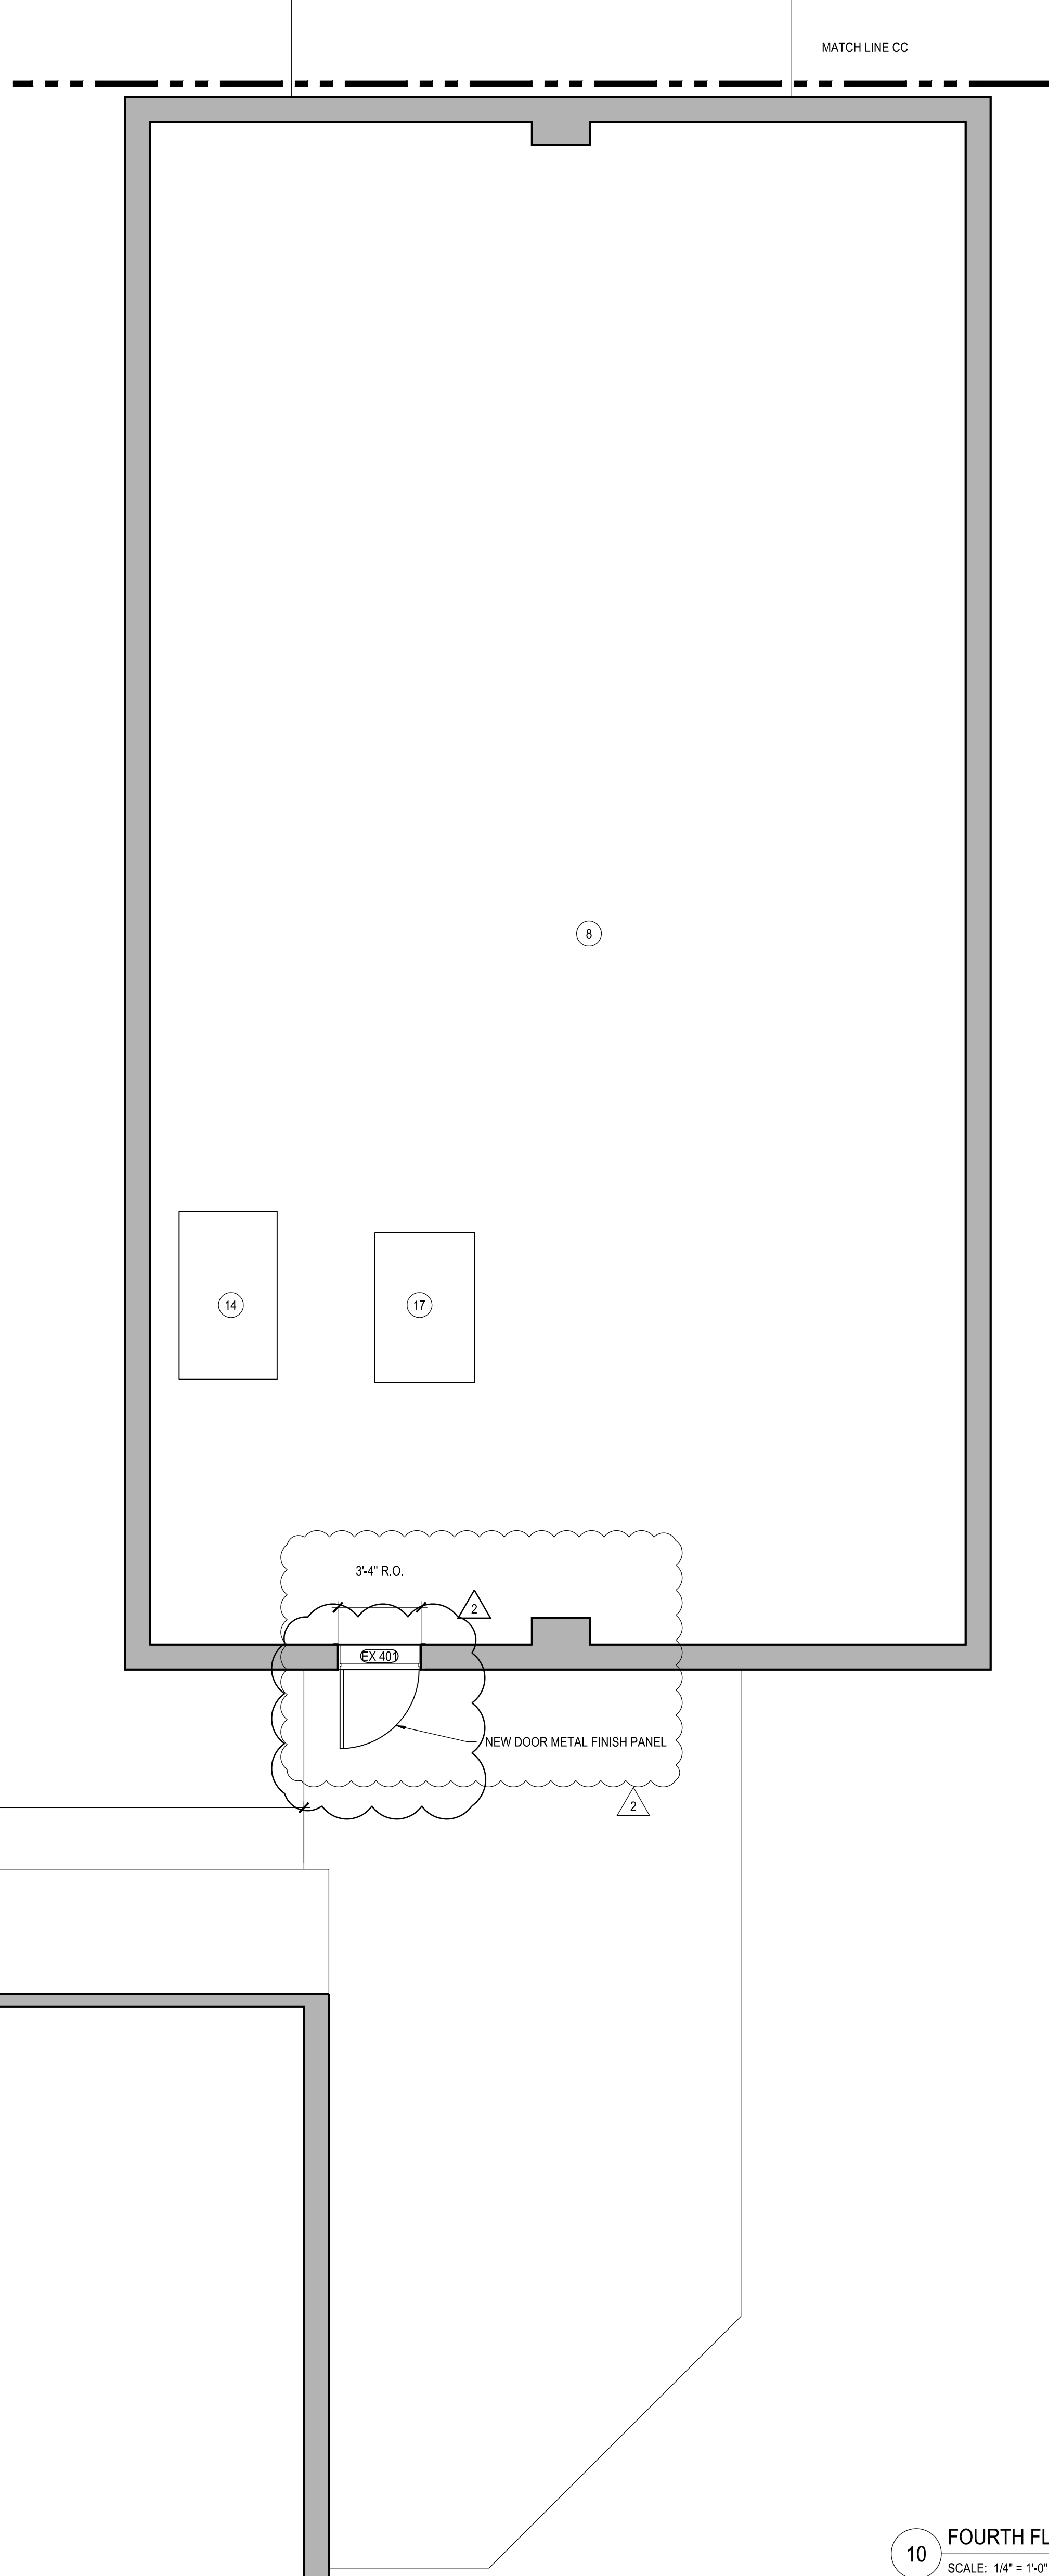 MATCH LINE CC
8
14
17
3'-4" R.O.
2
EX 401
NEW DOOR METAL FINISH PANEL
2
10
FOURTH FL
SCALE: 1/4" = 1'-0"